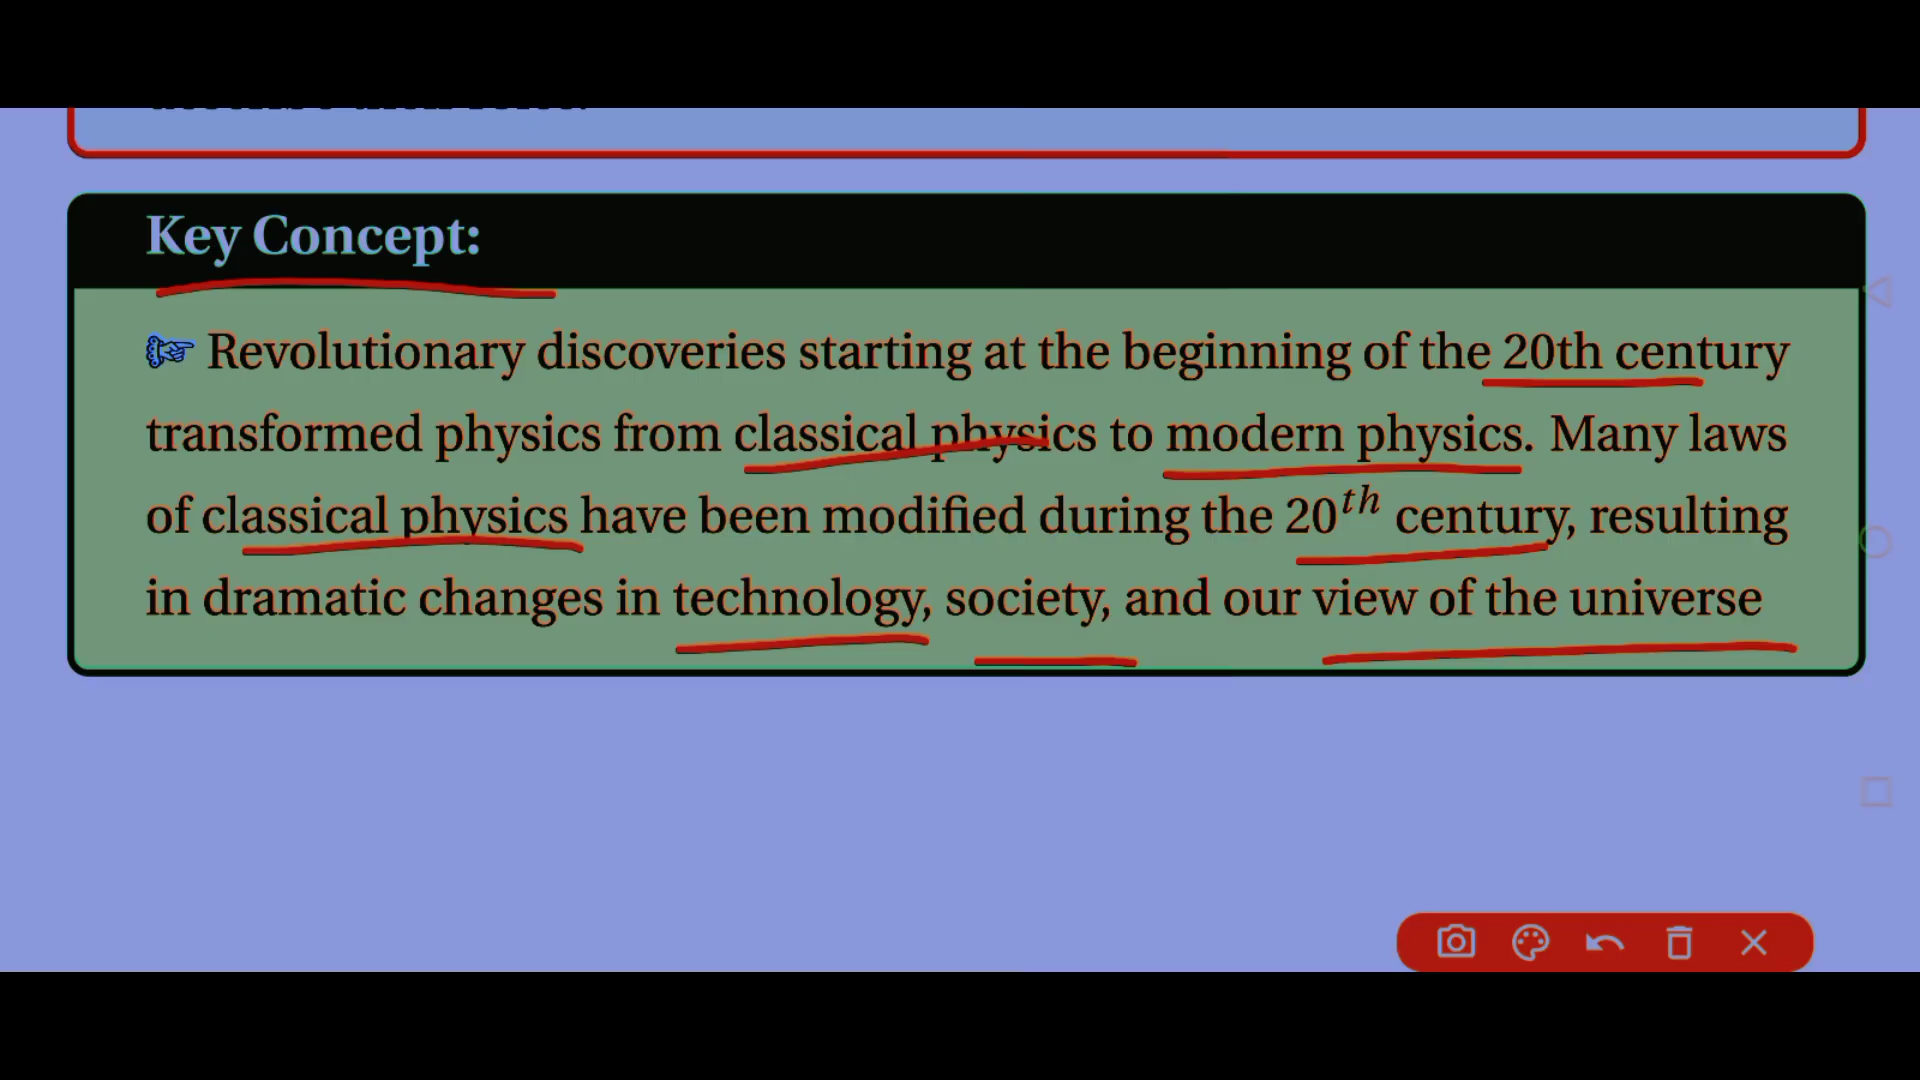 Key Concept:
Revolutionary discoveries starting at the beginning of the 20th century
transformed physics from classical physics to modern physics. Many laws
of classical physics have been modified during the 20th century, resulting
in dramatic changes in technology, society, and our view of the universe